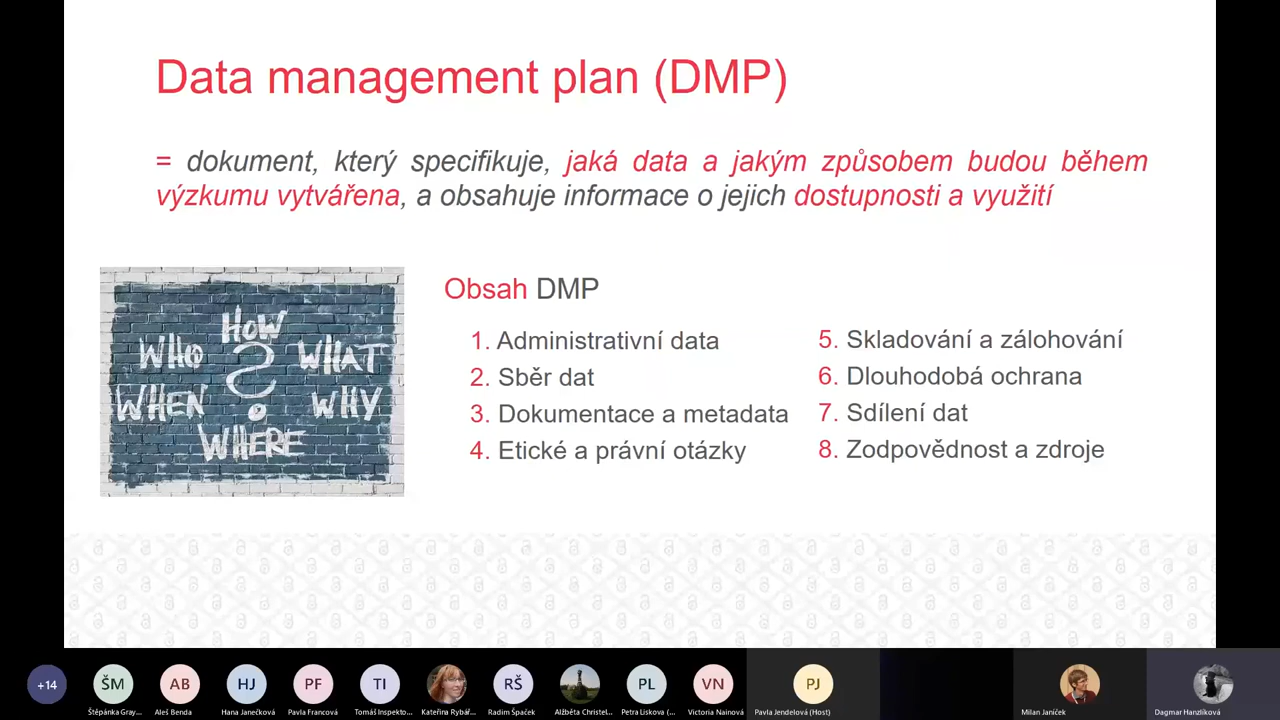 Data management plan (DMP)
= dokument, který specifikuje, jaká data a jakým způsobem budou během
výzkumu vytvářena, a obsahuje informace o jejich dostupnosti a využití
HOW
WHO ? WHAT
WHEN WHY
WHERE
Obsah DMP
1. Administrativní data
2. Sběr dat
3. Dokumentace a metadata
4. Etické a právní otázky
5. Skladování a zálohování
6. Dlouhodobá ochrana
7. Sdílení dat
8. Zodpovědnost a zdroje
+14
ŠM
AB
HJ
PF
TI
RŠ
PL
VN
PJ
Štěpánka Gray...
Aleš Benda
Hana Janečková
Pavla Francová
Tomáš Inspekto...
Kateřina Rybář...
Radim Špaček
Alžběta Christel...
Petra Liskova (...
Victoria Nainová
Pavla Jendelová (Host)
Milan Janíček
Dagmar Hanzlíková